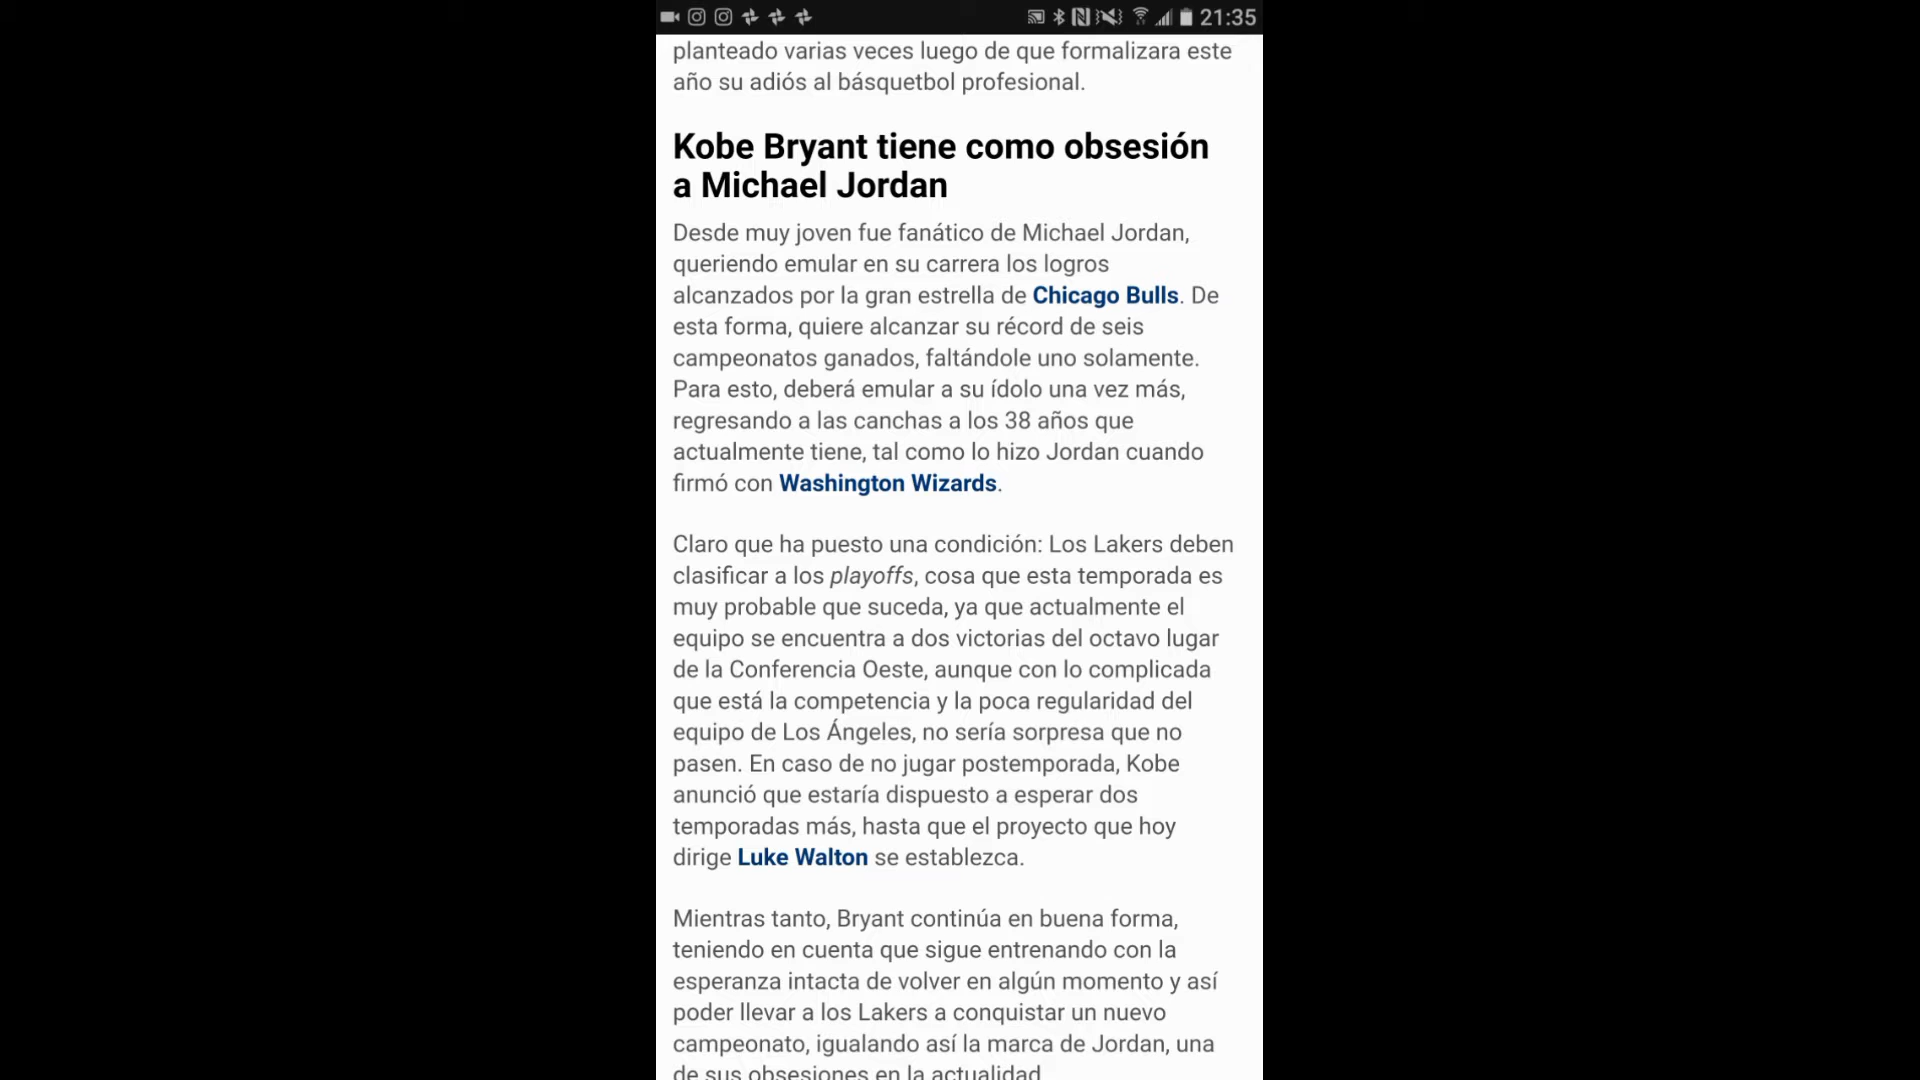 21:35
planteado varias veces luego de que formalizara este
año su adiós al básquetbol profesional.
Kobe Bryant tiene como obsesión
a Michael Jordan
Desde muy joven fue fanático de Michael Jordan,
queriendo emular en su carrera los logros
alcanzados por la gran estrella de Chicago Bulls. De
esta forma, quiere alcanzar su récord de seis
campeonatos ganados, faltándole uno solamente.
Para esto, deberá emular a su ídolo una vez más,
regresando a las canchas a los 38 años que
actualmente tiene, tal como lo hizo Jordan cuando
firmó con Washington Wizards.
Claro que ha puesto una condición: Los Lakers deben
clasificar a los playoffs, cosa que esta temporada es
muy probable que suceda, ya que actualmente el
equipo se encuentra a dos victorias del octavo lugar
de la Conferencia Oeste, aunque con lo complicada
que está la competencia y la poca regularidad del
equipo de Los Ángeles, no sería sorpresa que no
pasen. En caso de no jugar postemporada, Kobe
anunció que estaría dispuesto a esperar dos
temporadas más, hasta que el proyecto que hoy
dirige Luke Walton se establezca.
Mientras tanto, Bryant continúa en buena forma,
teniendo en cuenta que sigue entrenando con la
esperanza intacta de volver en algún momento y así
poder llevar a los Lakers a conquistar un nuevo
campeonato, igualando así la marca de Jordan, una
de sus obsesiones en la actualidad